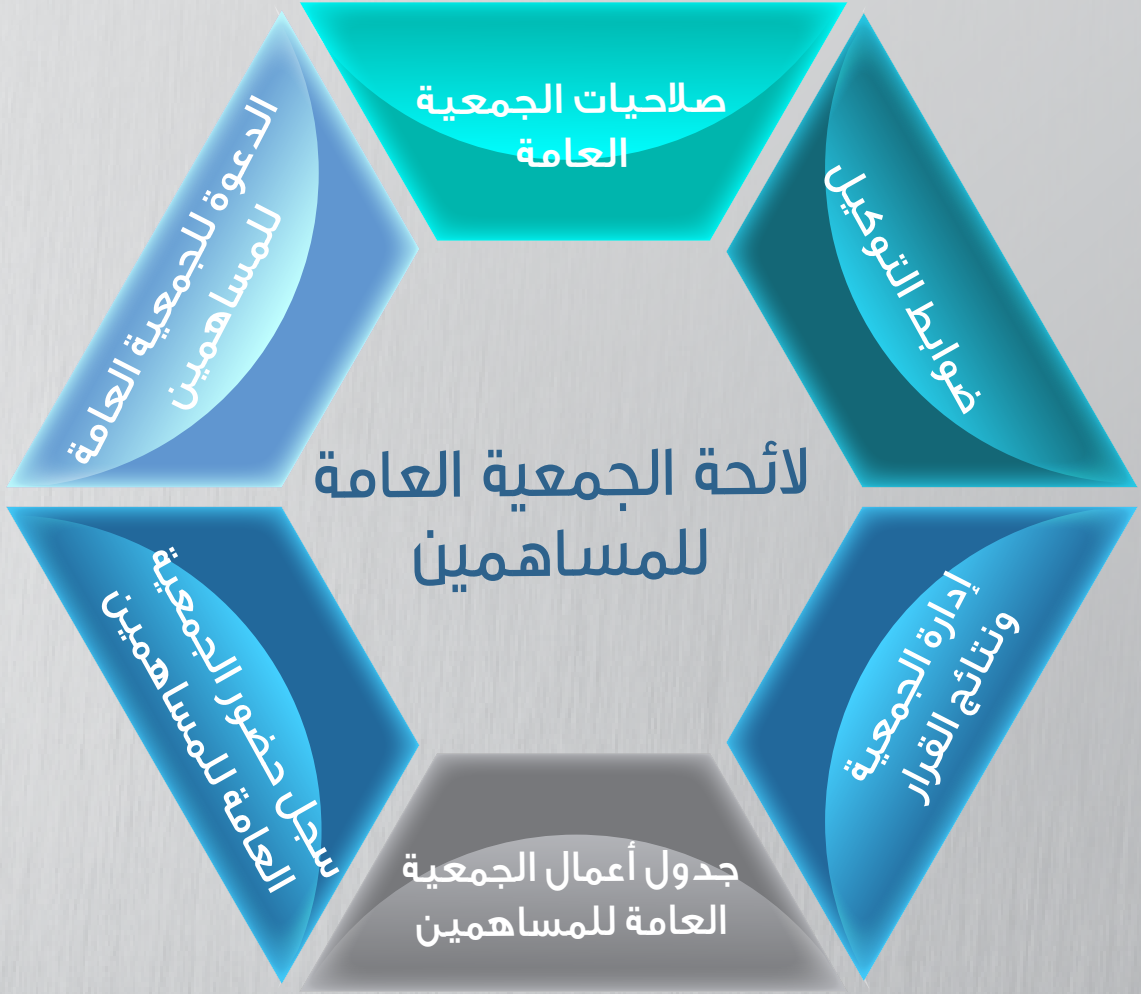 صلاحيات الجمعية
العامة
ضوابط التوكيل
إدارة الجمعية
ونتائج القرار
جدول أعمال الجمعية
العامة للمساهمين
سجل حضور الجمعية
العامة للمساهمين
الدعوة للجمعية العامة
للمساهمين
لائحة الجمعية العامة
للمساهمين